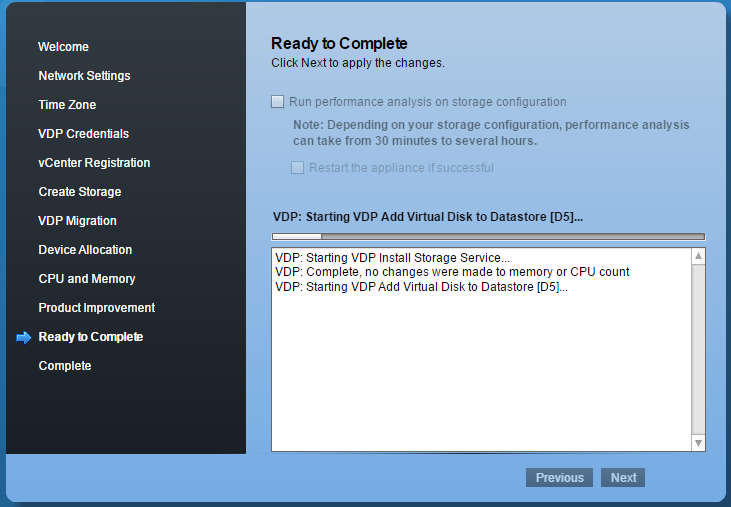 Welcome
Network Settings
Time Zone
VDP Credentials
vCenter Registration
Create Storage
VDP Migration
Device Allocation
CPU and Memory
Product Improvement
Ready to Complete
Complete
Ready to Complete
Click Next to apply the changes.
Run performance analysis on storage configuration
Note: Depending on your storage configuration, performance analysis
can take from 30 minutes to several hours.
Restart the appliance if successful
VDP: Starting VDP Add Virtual Disk to Datastore [D5]...
VDP: Starting VDP Install Storage Service...
VDP: Complete, no changes were made to memory or CPU count
VDP: Starting VDP Add Virtual Disk to Datastore [D5]...
Previous
Next